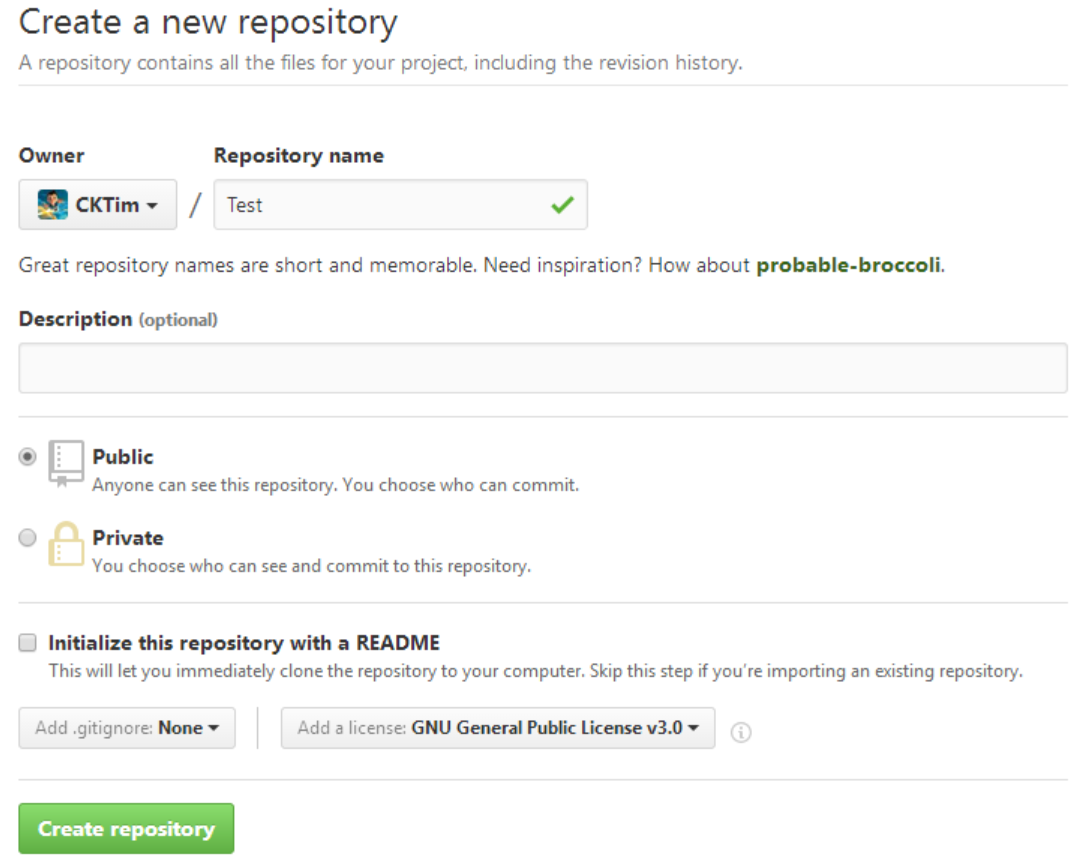 Create a new repository
A repository contains all the files for your project, including the revision history.
Owner Repository name
CKTim / Test
Great repository names are short and memorable. Need inspiration? How about probable-broccoli.
Description (optional)
Public
Anyone can see this repository. You choose who can commit.
Private
You choose who can see and commit to this repository.
Initialize this repository with a README
This will let you immediately clone the repository to your computer. Skip this step if you’re importing an existing repository.
Add .gitignore: None Add a license: GNU General Public License v3.0
Create repository